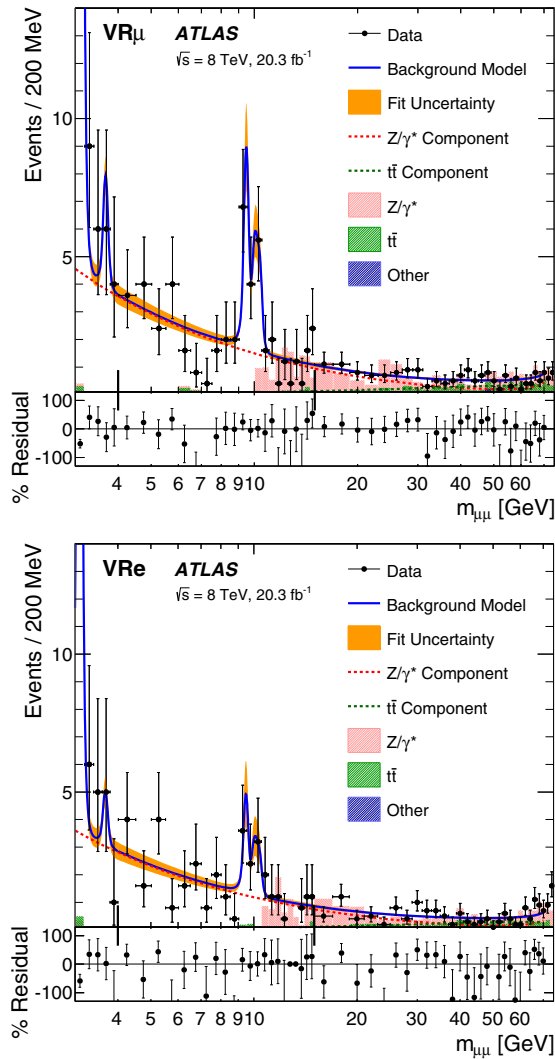 VRμ
ATLAS
√s = 8 TeV, 20.3 fb⁻¹
Data
Background Model
Fit Uncertainty
Z/γ* Component
tt̄ Component
Z/γ*
tt̄
Other
Events / 200 MeV
10
5
% Residual
100
0
-100
4 5 6 7 8 910 20 30 40 50 60
m_μμ [GeV]
VRe
ATLAS
√s = 8 TeV, 20.3 fb⁻¹
Data
Background Model
Fit Uncertainty
Z/γ* Component
tt̄ Component
Z/γ*
tt̄
Other
Events / 200 MeV
10
5
% Residual
100
0
-100
4 5 6 7 8 910 20 30 40 50 60
m_μμ [GeV]